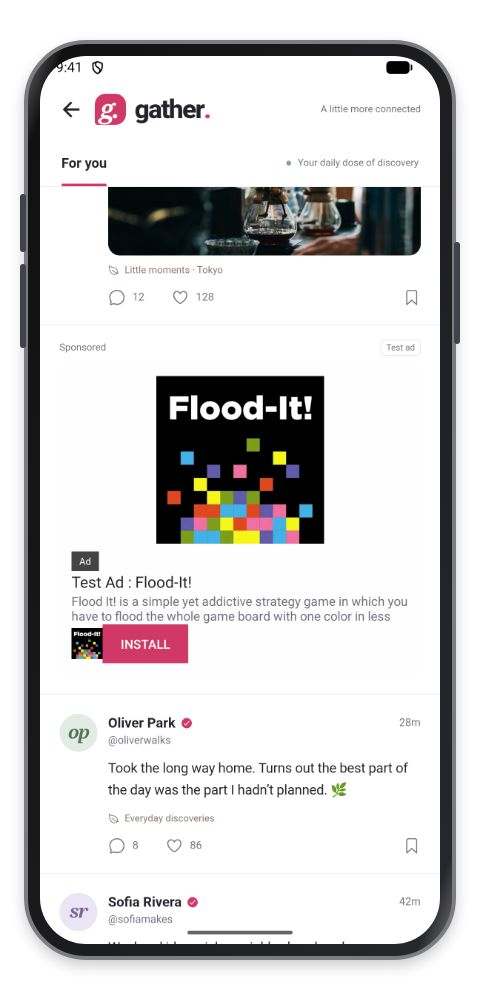 9:41
g. gather.
A little more connected
For you
Your daily dose of discovery
Little moments · Tokyo
12 128
Sponsored
Test ad
Flood-It!
Ad
Test Ad : Flood-It!
Flood It! is a simple yet addictive strategy game in which you
have to flood the whole game board with one color in less
Flood-It!
INSTALL
op
Oliver Park
28m
@oliverwalks
Took the long way home. Turns out the best part of
the day was the part I hadn't planned. 🌿
Everyday discoveries
8 86
sr
Sofia Rivera
42m
@sofiamakes